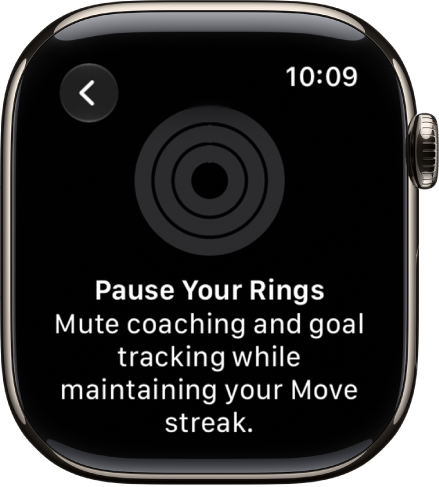 10:09
Pause Your Rings
Mute coaching and goal
tracking while
maintaining your Move
streak.